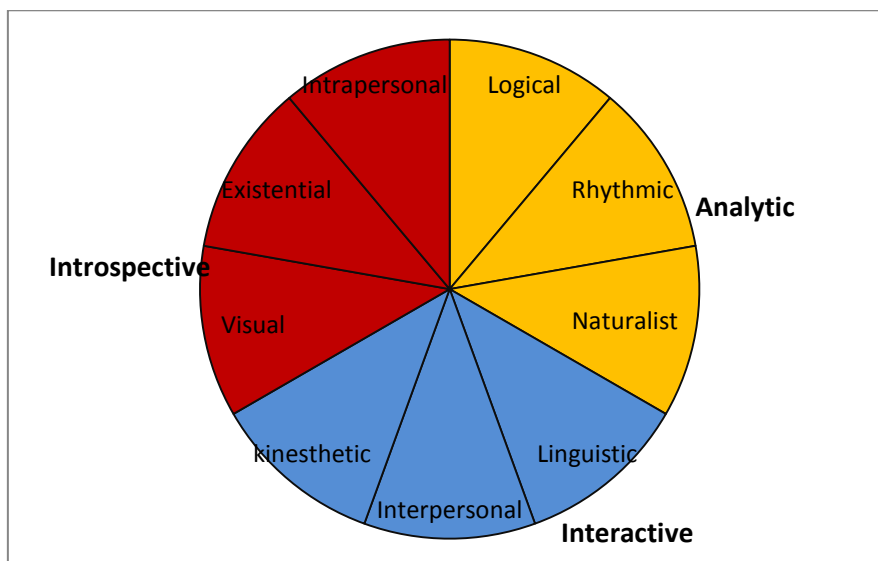 Intrapersonal
Logical
Existential
Rhythmic
Analytic
Introspective
Visual
Naturalist
kinesthetic
Linguistic
Interpersonal
Interactive